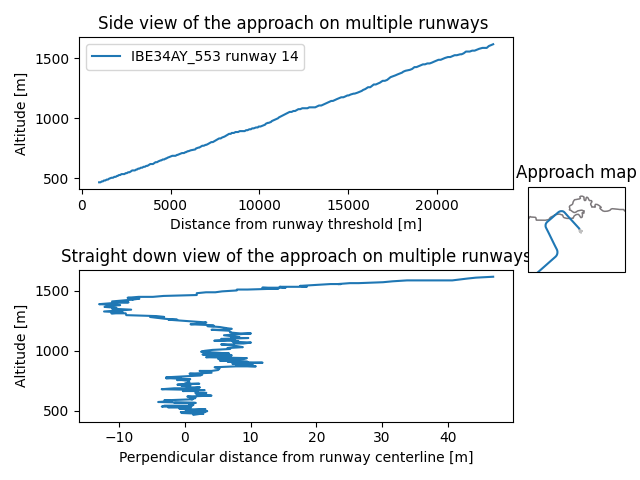 Side view of the approach on multiple runways
IBE34AY_553 runway 14
Altitude [m]
1500
1000
500
0
5000
10000
15000
20000
Distance from runway threshold [m]
Approach map
Straight down view of the approach on multiple runways
Altitude [m]
1500
1000
500
−10
0
10
20
30
40
Perpendicular distance from runway centerline [m]